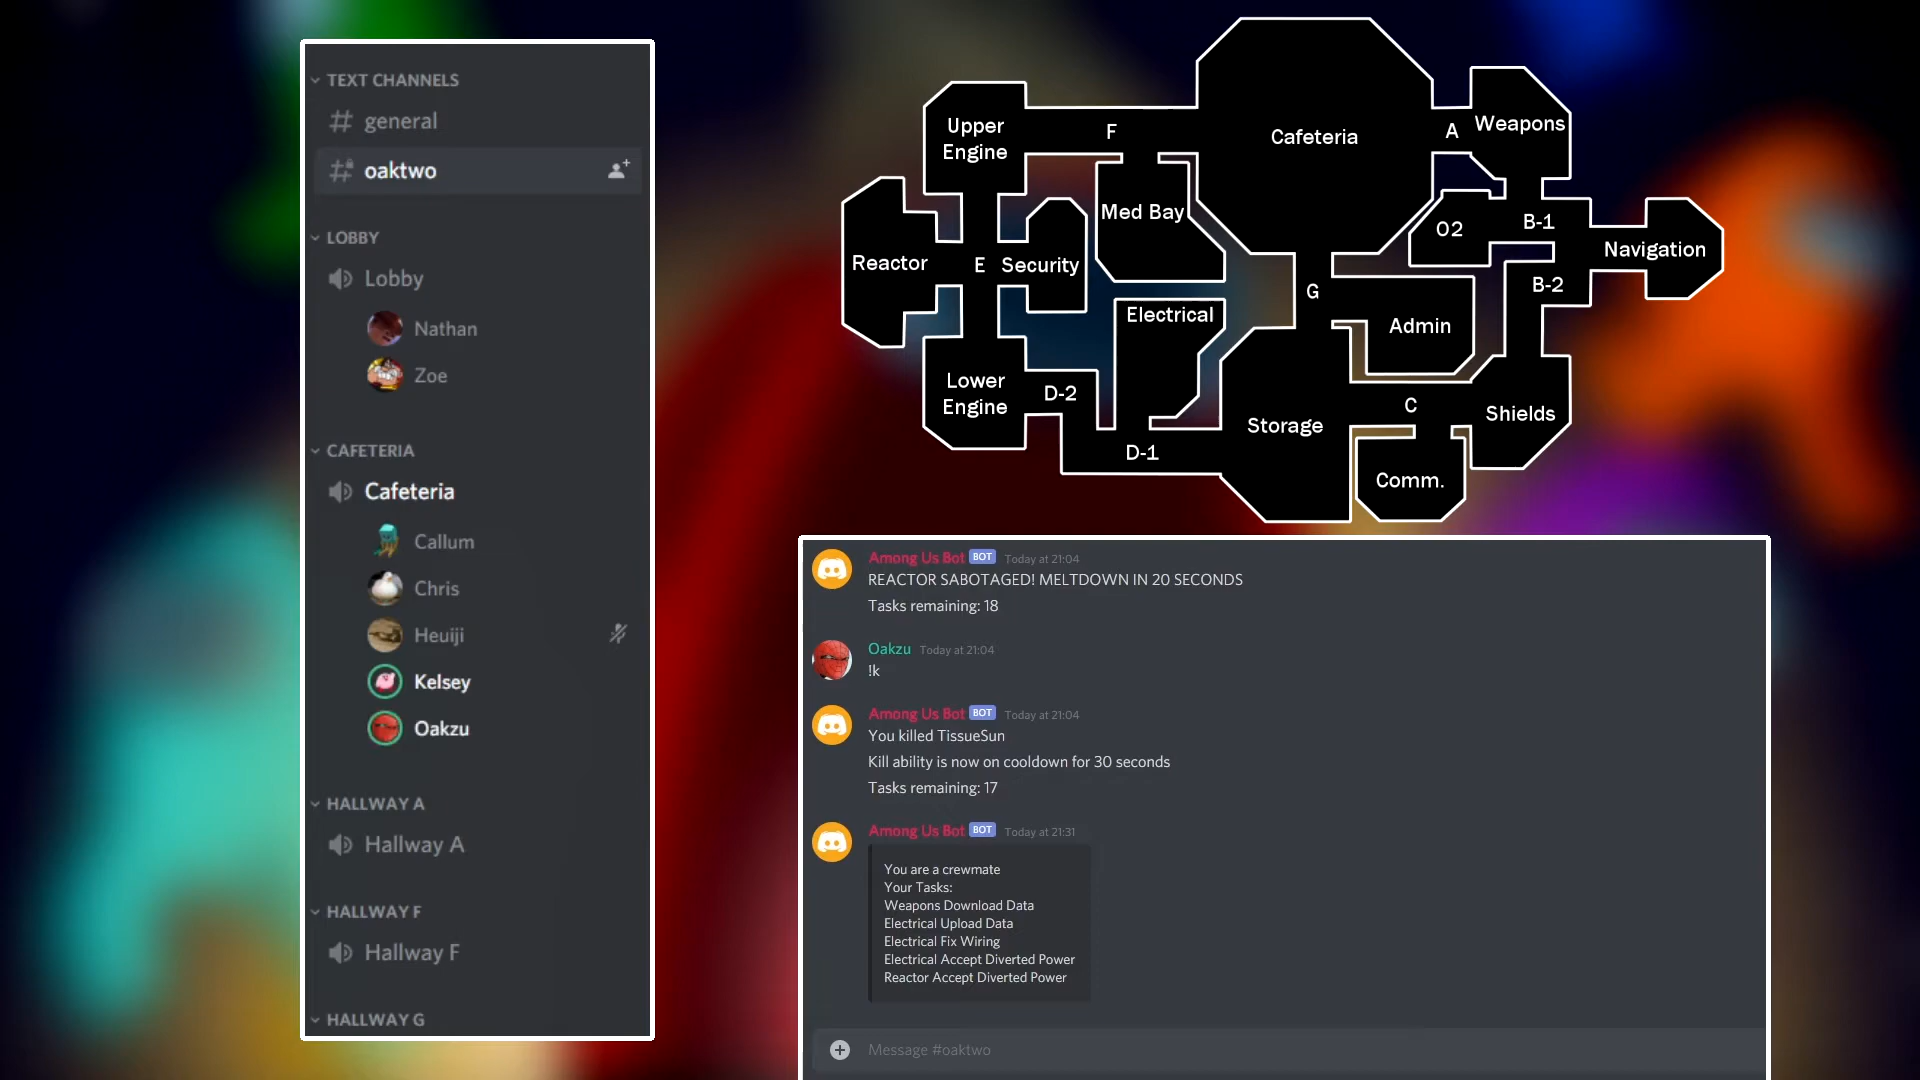 TEXT CHANNELS
general
oaktwo
LOBBY
Lobby
Nathan
Zoe
CAFETERIA
Cafeteria
Callum
Chris
Heuiji
Kelsey
Oakzu
HALLWAY A
Hallway A
HALLWAY F
Hallway F
HALLWAY G
Upper
Engine
F
Cafeteria
A
Weapons
Med Bay
O2
B-1
Navigation
Reactor
E
Security
G
B-2
Electrical
Admin
Lower
Engine
D-2
C
Shields
Storage
D-1
Comm.
Among Us Bot BOT Today at 21:04
REACTOR SABOTAGED! MELTDOWN IN 20 SECONDS
Tasks remaining: 18
Oakzu Today at 21:04
!k
Among Us Bot BOT Today at 21:04
You killed TissueSun
Kill ability is now on cooldown for 30 seconds
Tasks remaining: 17
Among Us Bot BOT Today at 21:31
You are a crewmate
Your Tasks:
Weapons Download Data
Electrical Upload Data
Electrical Fix Wiring
Electrical Accept Diverted Power
Reactor Accept Diverted Power
Message #oaktwo